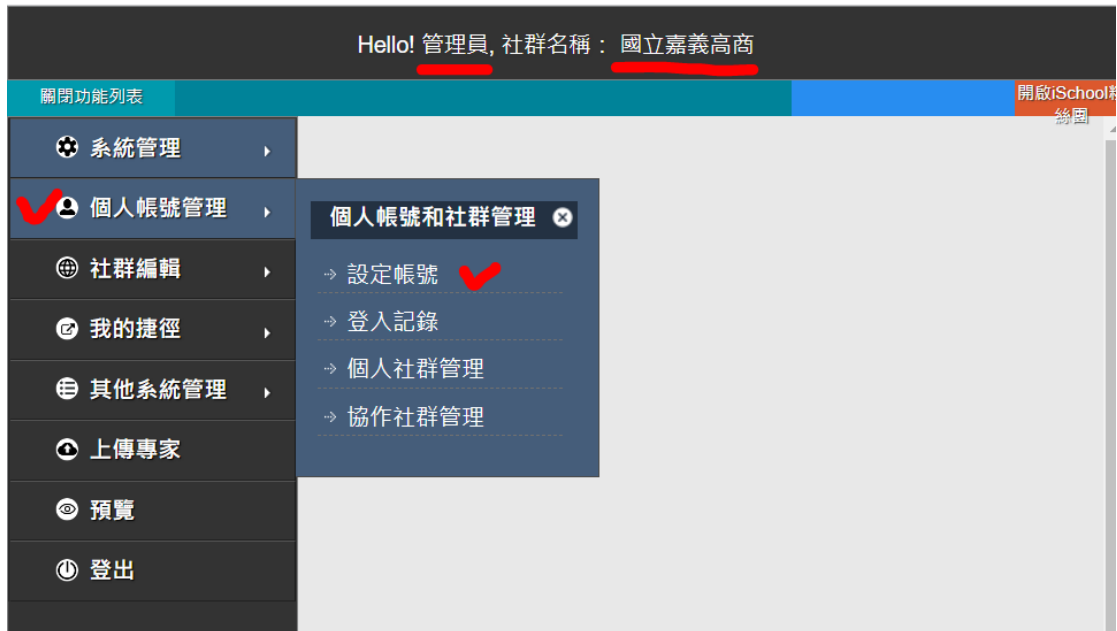 Hello! 管理員, 社群名稱： 國立嘉義高商
關閉功能列表
開啟iSchool粉
絲團
系統管理
個人帳號管理
個人帳號和社群管理
設定帳號
登入記錄
個人社群管理
協作社群管理
社群編輯
我的捷徑
其他系統管理
上傳專家
預覽
登出